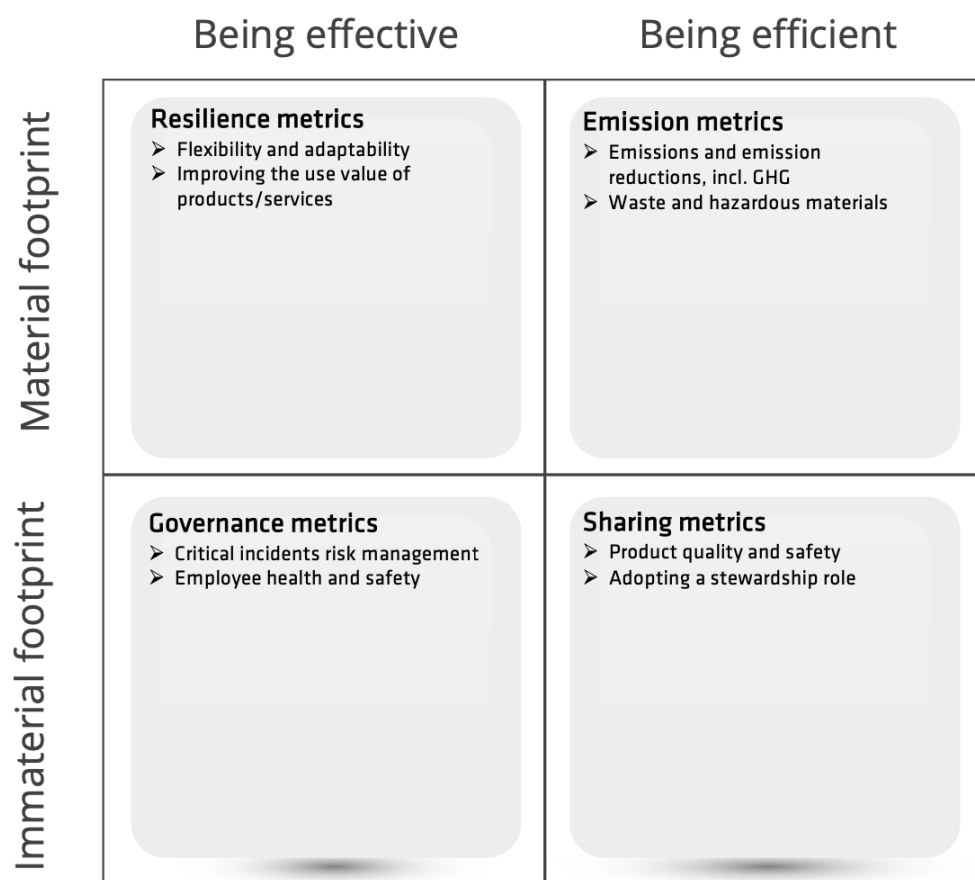 Being effective
Being efficient
Material footprint
Resilience metrics
➢ Flexibility and adaptability
➢ Improving the use value of
products/services
Emission metrics
➢ Emissions and emission
reductions, incl. GHG
➢ Waste and hazardous materials
Immaterial footprint
Governance metrics
➢ Critical incidents risk management
➢ Employee health and safety
Sharing metrics
➢ Product quality and safety
➢ Adopting a stewardship role